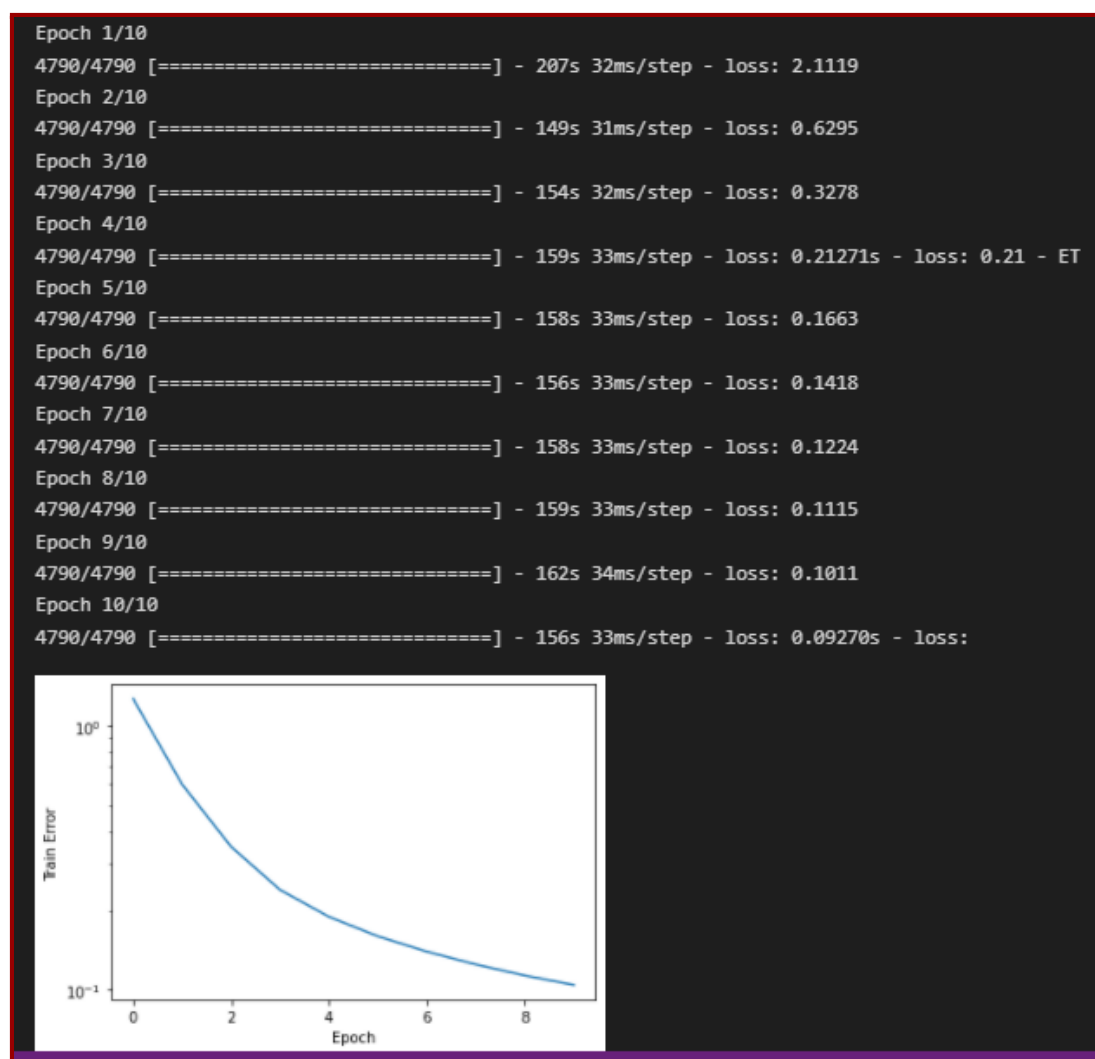 Epoch 1/10
4790/4790 [==============================] - 207s 32ms/step - loss: 2.1119
Epoch 2/10
4790/4790 [==============================] - 149s 31ms/step - loss: 0.6295
Epoch 3/10
4790/4790 [==============================] - 154s 32ms/step - loss: 0.3278
Epoch 4/10
4790/4790 [==============================] - 159s 33ms/step - loss: 0.21271s - loss: 0.21 - ET
Epoch 5/10
4790/4790 [==============================] - 158s 33ms/step - loss: 0.1663
Epoch 6/10
4790/4790 [==============================] - 156s 33ms/step - loss: 0.1418
Epoch 7/10
4790/4790 [==============================] - 158s 33ms/step - loss: 0.1224
Epoch 8/10
4790/4790 [==============================] - 159s 33ms/step - loss: 0.1115
Epoch 9/10
4790/4790 [==============================] - 162s 34ms/step - loss: 0.1011
Epoch 10/10
4790/4790 [==============================] - 156s 33ms/step - loss: 0.09270s - loss:
10⁰
Train Error
10⁻¹
0 2 4 6 8
Epoch